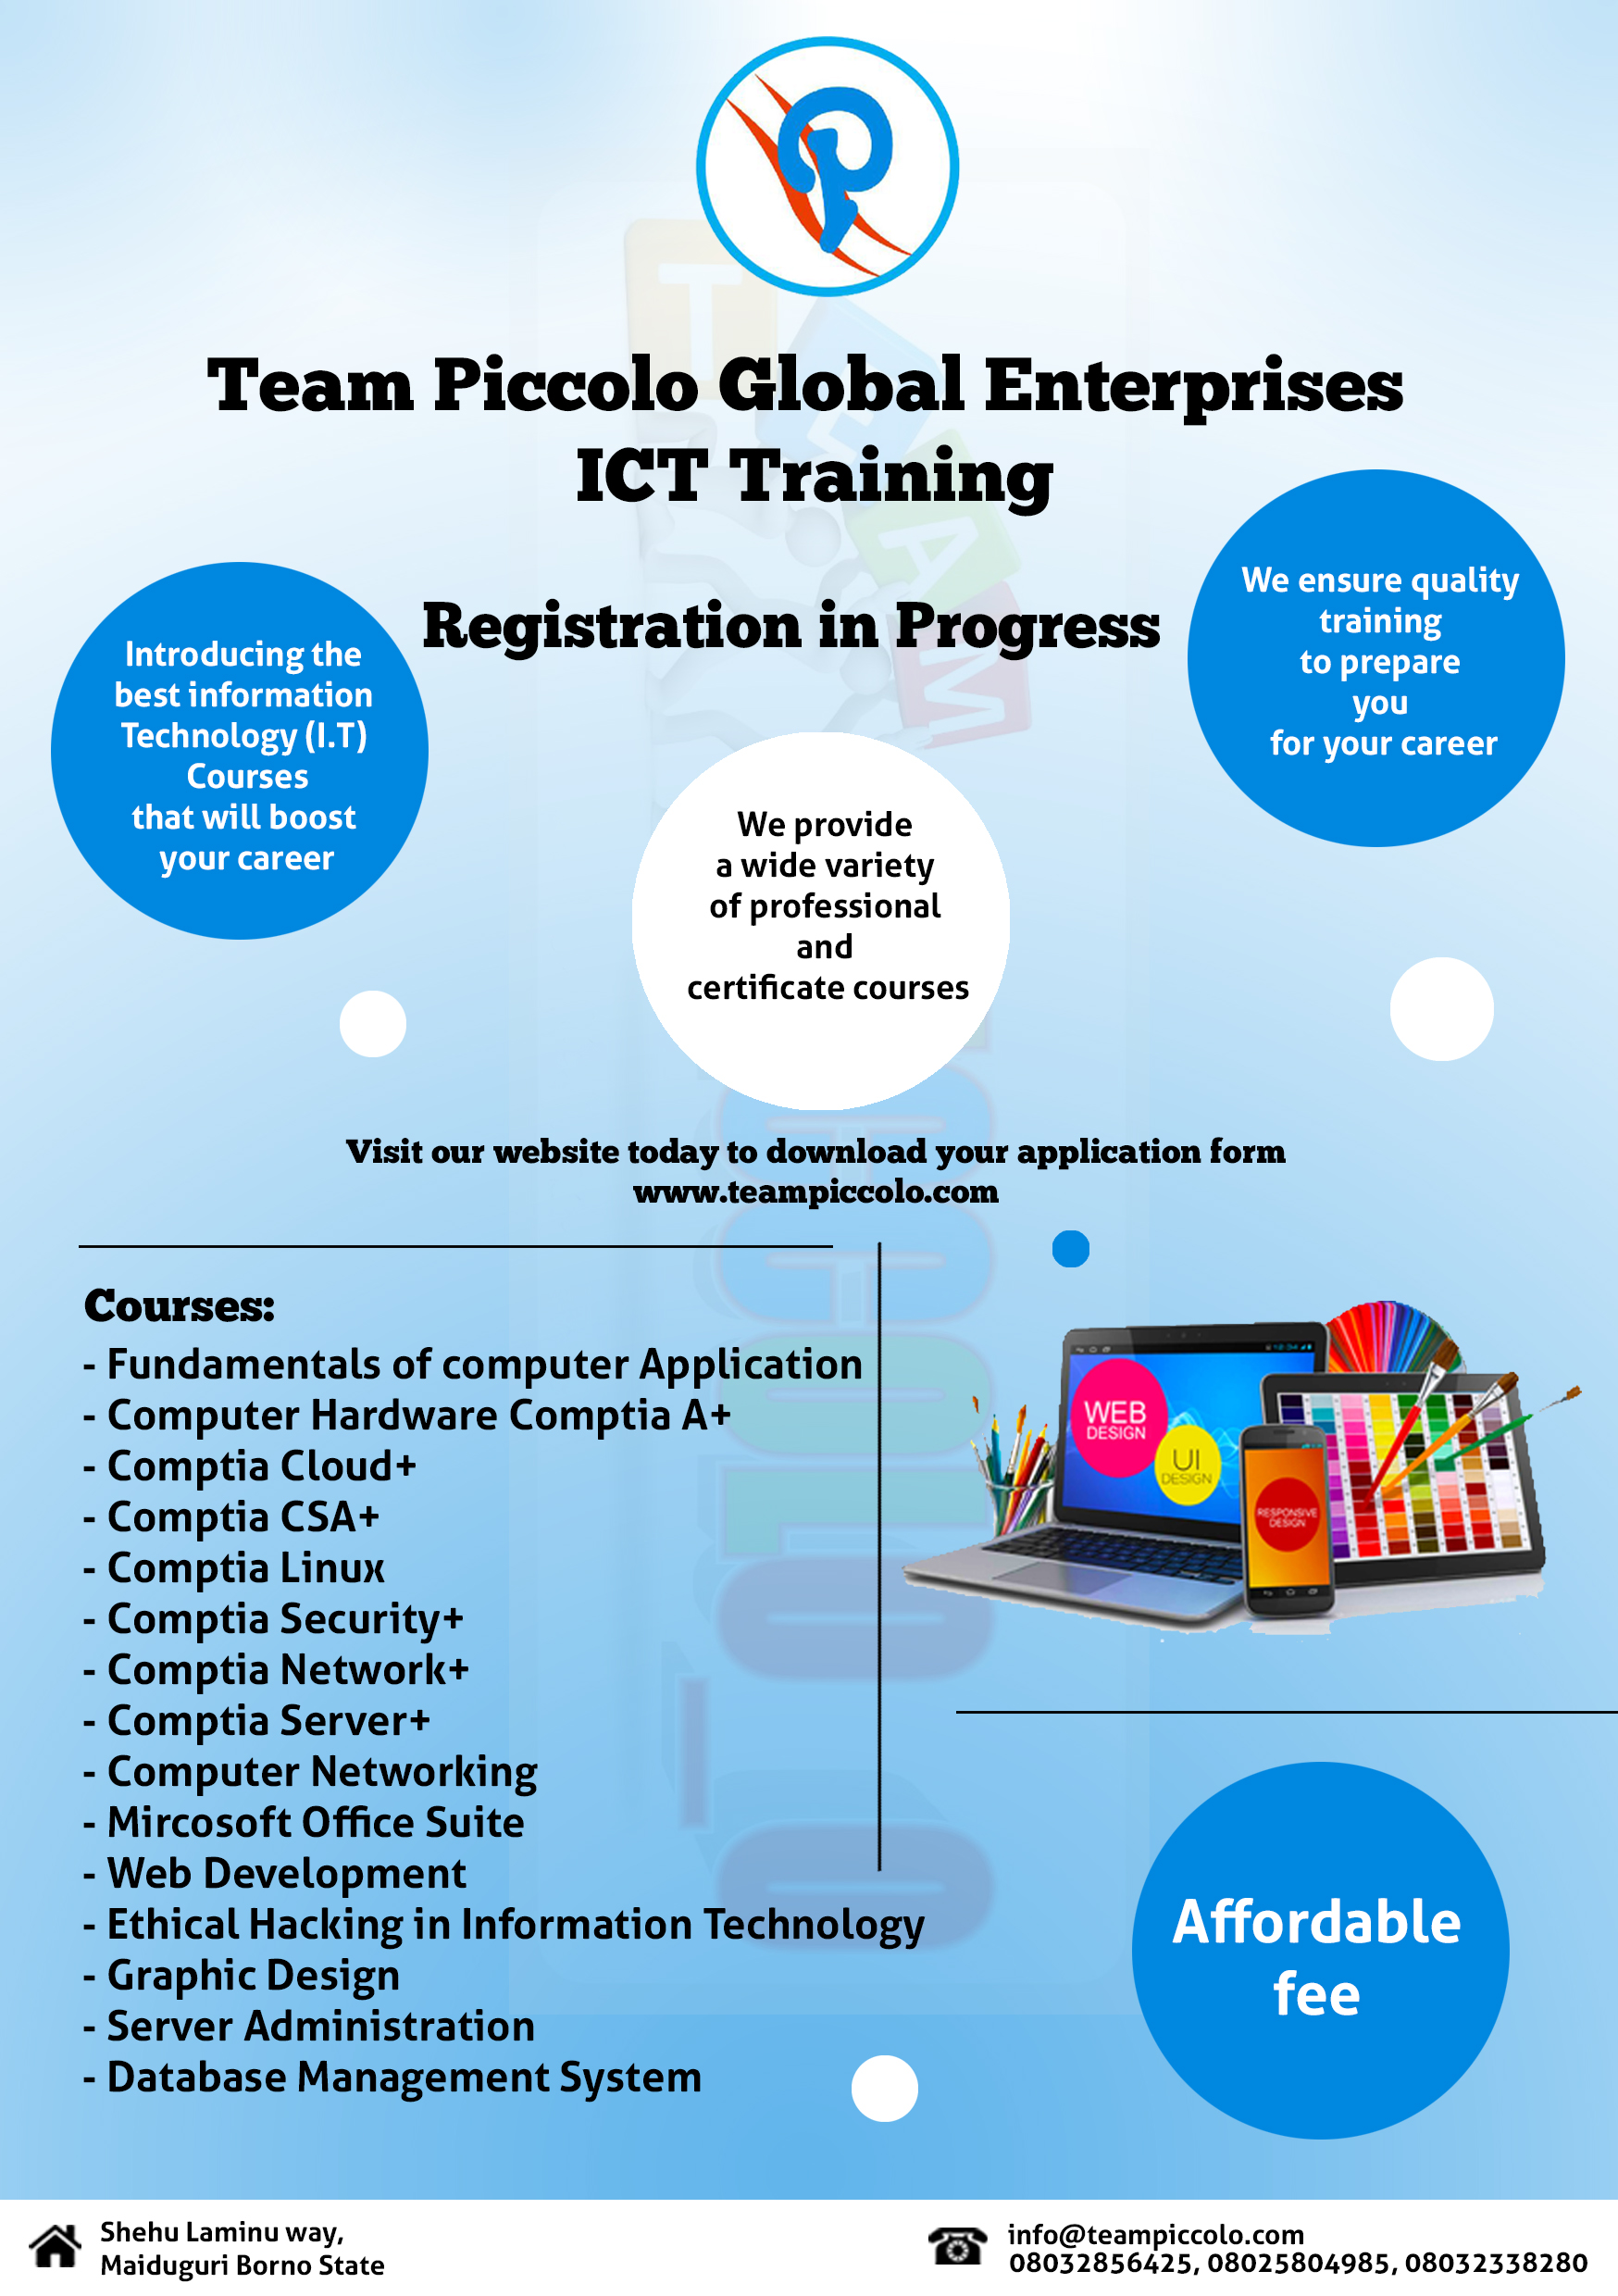 Team Piccolo Global Enterprises
ICT Training
Registration in Progress
Introducing the
best information
Technology (I.T)
Courses
that will boost
your career
We ensure quality
training
to prepare
you
for your career
We provide
a wide variety
of professional
and
certificate courses
Visit our website today to download your application form
www.teampiccolo.com
Courses:
- Fundamentals of computer Application
- Computer Hardware Comptia A+
- Comptia Cloud+
- Comptia CSA+
- Comptia Linux
- Comptia Security+
- Comptia Network+
- Comptia Server+
- Computer Networking
- Mircosoft Office Suite
- Web Development
- Ethical Hacking in Information Technology
- Graphic Design
- Server Administration
- Database Management System
WEB
DESIGN
UI
DESIGN
RESPONSIVE
DESIGN
Affordable
fee
Shehu Laminu way,
Maiduguri Borno State
info@teampiccolo.com
08032856425, 08025804985, 08032338280
TEAM